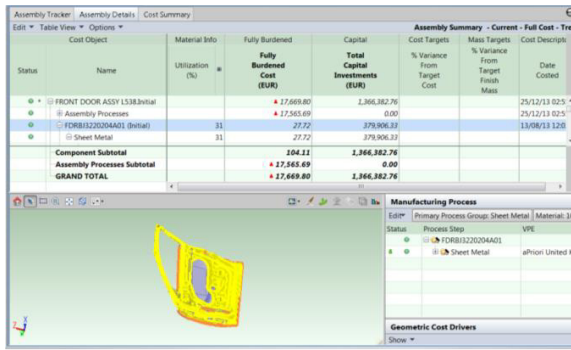 Assembly Tracker Assembly Details Cost Summary
Edit Table View Options Assembly Summary - Current - Full Cost - Tre
Cost Object Material Info Fully Burdened Capital Cost Targets Mass Targets Cost Descripto
Status Name Utilization (%) Fully Burdened Cost (EUR) Total Capital Investments (EUR) % Variance From Target Cost % Variance From Target Finish Mass Date Costed
FRONT DOOR ASSY L538.Initial 17,669.80 1,366,382.76 25/12/13 02:5
Assembly Processes 17,565.69 0.00 25/12/13 02:5
FDRBJ3220204A01 (Initial) 31 27.72 379,906.33 13/08/13 12:0
Sheet Metal 31 27.72 379,906.33
Component Subtotal 104.11 1,366,382.76
Assembly Processes Subtotal 17,565.69 0.00
GRAND TOTAL 17,669.80 1,366,382.76
Manufacturing Process
Edit Primary Process Group: Sheet Metal Material: 1
Status Process Step VPE
FDRBJ3220204A01
Sheet Metal aPriori United
Geometric Cost Drivers
Show